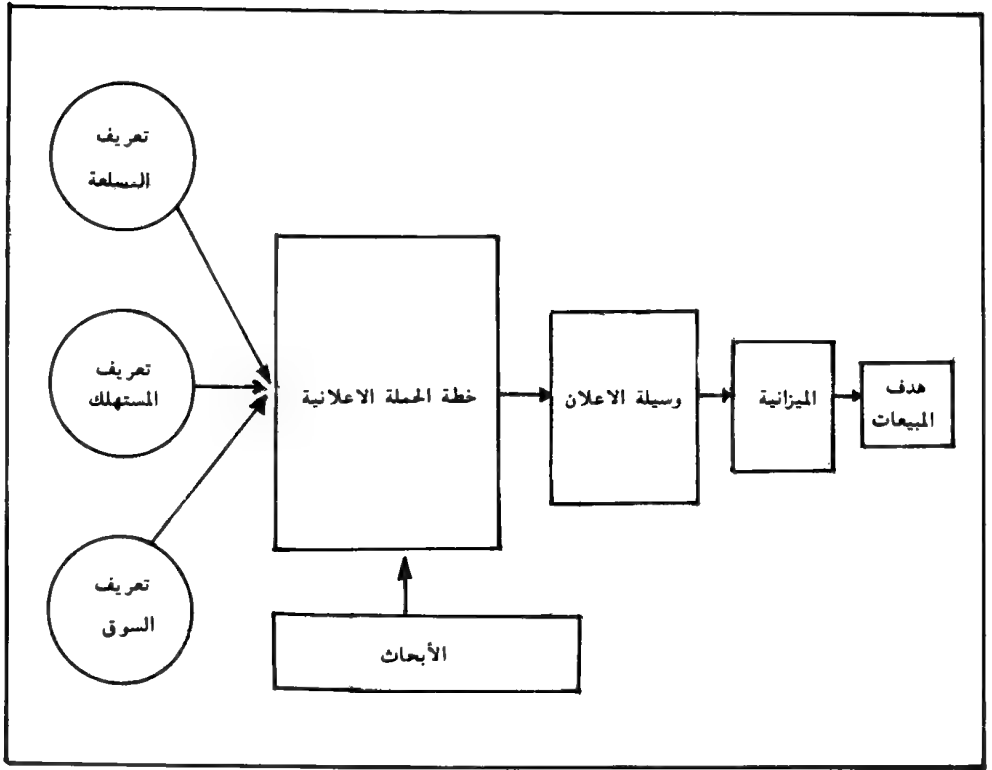 تعريف
السلعة
تعريف
المستهلك
تعريف
السوق
خطة الحملة الاعلانية
وسيلة الاعلان
الميزانية
هدف
المبيعات
الأبحاث